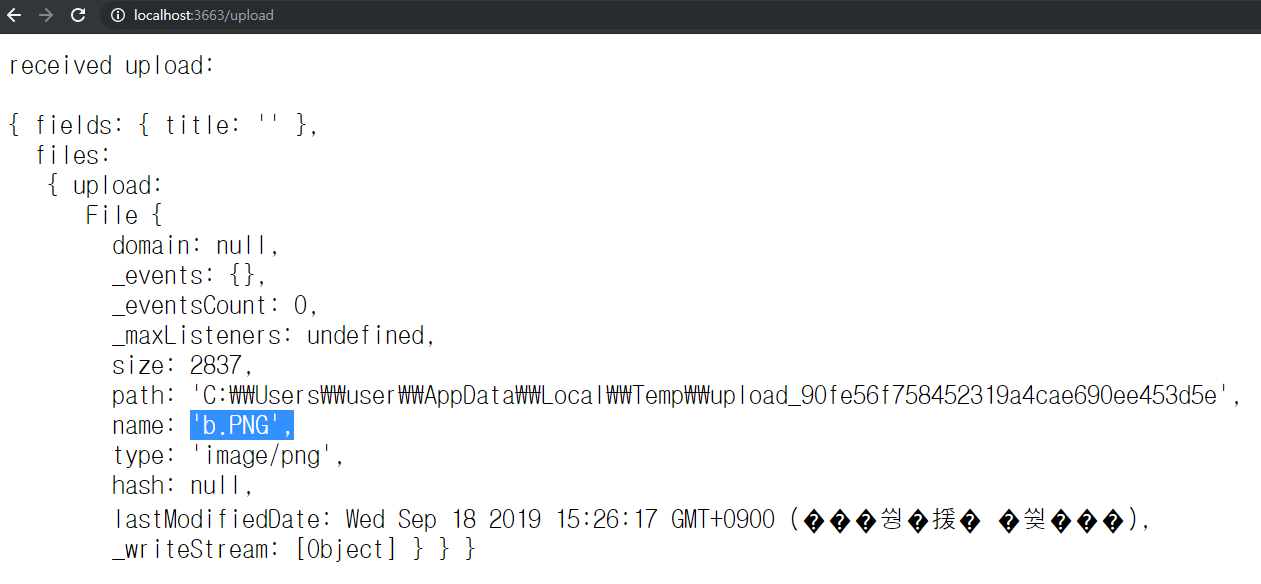 localhost:3663/upload
received upload:
{ fields: { title: '' },
files:
{ upload:
File {
domain: null,
_events: {},
_eventsCount: 0,
_maxListeners: undefined,
size: 2837,
path: 'C:₩₩Users₩₩user₩₩AppData₩₩Local₩₩Temp₩₩upload_90fe56f758452319a4cae690ee453d5e',
name: 'b.PNG',
type: 'image/png',
hash: null,
lastModifiedDate: Wed Sep 18 2019 15:26:17 GMT+0900 (���쒕�援� �쒖���),
_writeStream: [Object] } } }